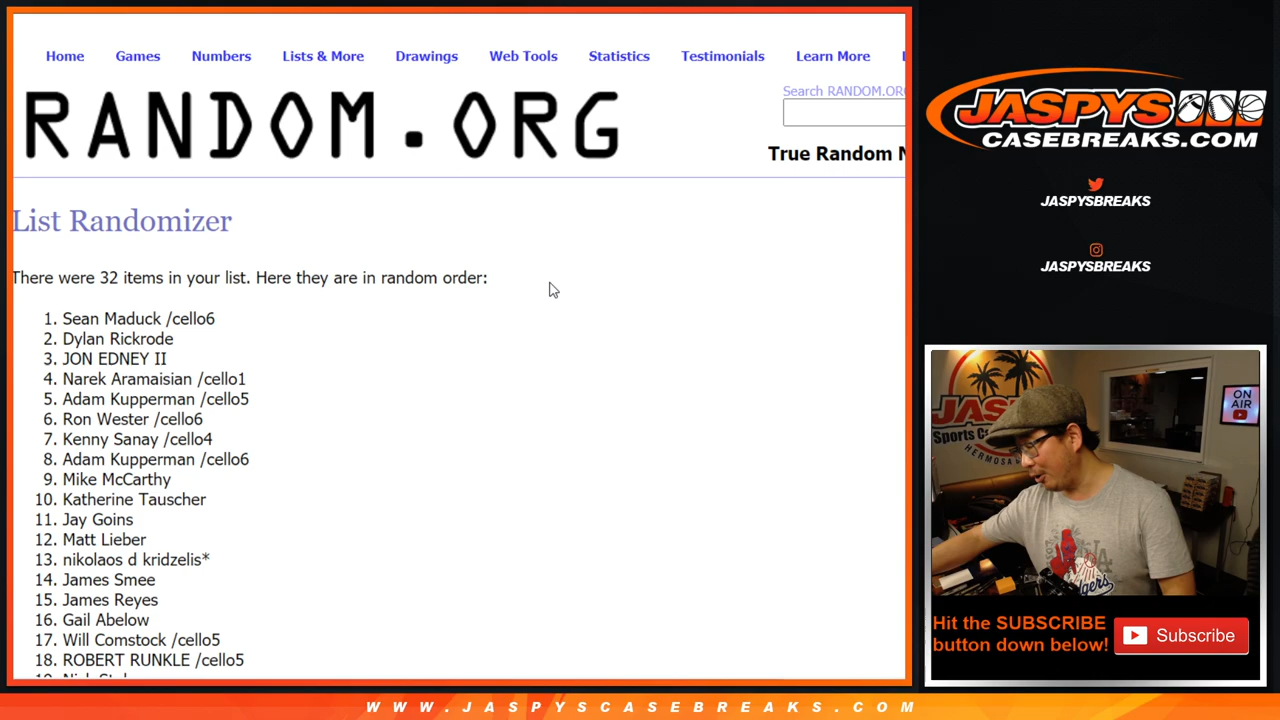 Home Games Numbers Lists & More Drawings Web Tools Statistics Testimonials Learn More
RANDOM.ORG
Search RANDOM.OR
True Random
List Randomizer
There were 32 items in your list. Here they are in random order:
1. Sean Maduck /cello6
2. Dylan Rickrode
3. JON EDNEY II
4. Narek Aramaisian /cello1
5. Adam Kupperman /cello5
6. Ron Wester /cello6
7. Kenny Sanay /cello4
8. Adam Kupperman /cello6
9. Mike McCarthy
10. Katherine Tauscher
11. Jay Goins
12. Matt Lieber
13. nikolaos d kridzelis*
14. James Smee
15. James Reyes
16. Gail Abelow
17. Will Comstock /cello5
18. ROBERT RUNKLE /cello5
JASPYS
CASEBREAKS.COM
JASPYSBREAKS
JASPYSBREAKS
JAS
Sports C
HERMOSA
ON
AIR
Dodgers
Hit the SUBSCRIBE
button down below!
Subscribe
WWW.JASPYSCASEBREAKS.COM